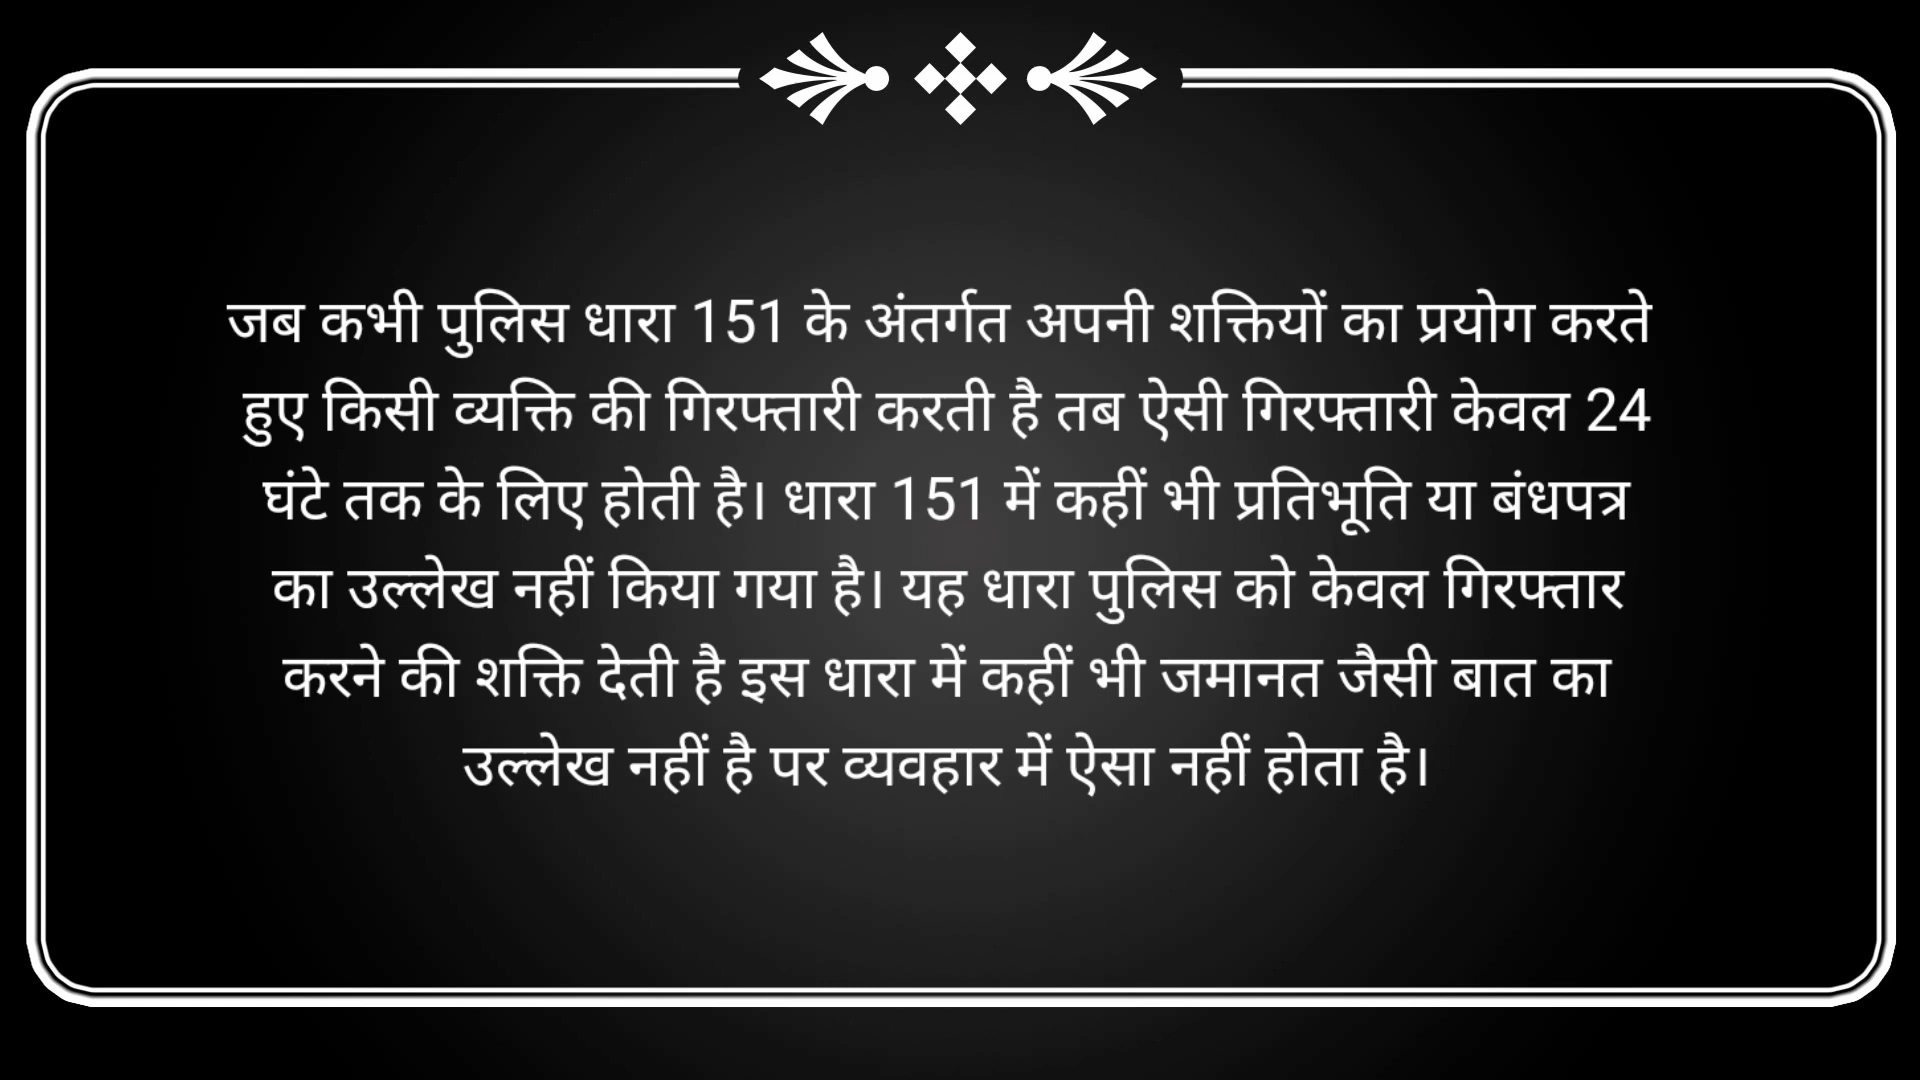 जब कभी पुलिस धारा 151 के अंतर्गत अपनी शक्तियों का प्रयोग करते
हुए किसी व्यक्ति की गिरफ्तारी करती है तब ऐसी गिरफ्तारी केवल 24
घंटे तक के लिए होती है। धारा 151 में कहीं भी प्रतिभूति या बंधपत्र
का उल्लेख नहीं किया गया है। यह धारा पुलिस को केवल गिरफ्तार
करने की शक्ति देती है इस धारा में कहीं भी जमानत जैसी बात का
उल्लेख नहीं है पर व्यवहार में ऐसा नहीं होता है।